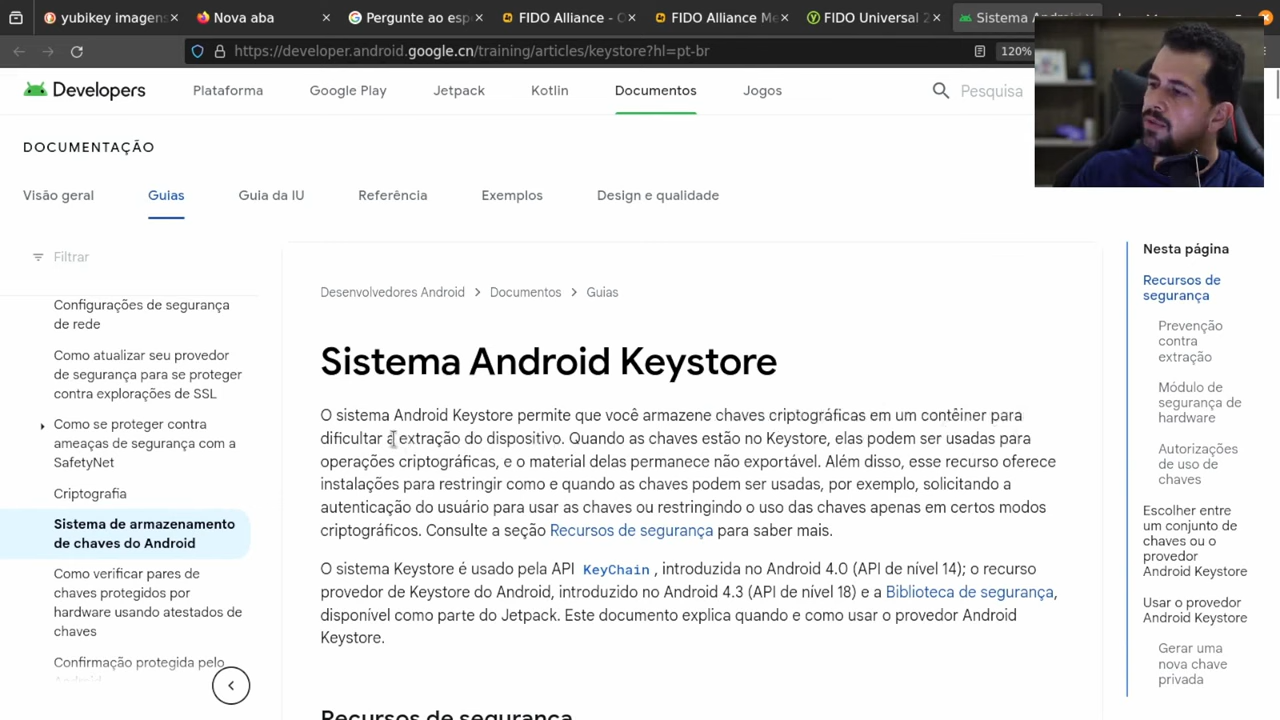 yubikey imagens
Nova aba
Pergunte ao esp
FIDO Alliance - O
FIDO Alliance Me
FIDO Universal 2
Sistema Android
https://developer.android.google.cn/training/articles/keystore?hl=pt-br
120%
Developers
Plataforma
Google Play
Jetpack
Kotlin
Documentos
Jogos
Pesquisa
DOCUMENTAÇÃO
Visão geral
Guias
Guia da IU
Referência
Exemplos
Design e qualidade
Filtrar
Configurações de segurança
de rede
Como atualizar seu provedor
de segurança para se proteger
contra explorações de SSL
Como se proteger contra
ameaças de segurança com a
SafetyNet
Criptografia
Sistema de armazenamento
de chaves do Android
Como verificar pares de
chaves protegidos por
hardware usando atestados de
chaves
Confirmação protegida pelo
Android
Desenvolvedores Android > Documentos > Guias
Sistema Android Keystore
O sistema Android Keystore permite que você armazene chaves criptográficas em um contêiner para
dificultar a extração do dispositivo. Quando as chaves estão no Keystore, elas podem ser usadas para
operações criptográficas, e o material delas permanece não exportável. Além disso, esse recurso oferece
instalações para restringir como e quando as chaves podem ser usadas, por exemplo, solicitando a
autenticação do usuário para usar as chaves ou restringindo o uso das chaves apenas em certos modos
criptográficos. Consulte a seção Recursos de segurança para saber mais.
O sistema Keystore é usado pela API KeyChain , introduzida no Android 4.0 (API de nível 14); o recurso
provedor de Keystore do Android, introduzido no Android 4.3 (API de nível 18) e a Biblioteca de segurança,
disponível como parte do Jetpack. Este documento explica quando e como usar o provedor Android
Keystore.
Recursos de segurança
Nesta página
Recursos de
segurança
Prevenção
contra
extração
Módulo de
segurança de
hardware
Autorizações
de uso de
chaves
Escolher entre
um conjunto de
chaves ou o
provedor
Android Keystore
Usar o provedor
Android Keystore
Gerar uma
nova chave
privada